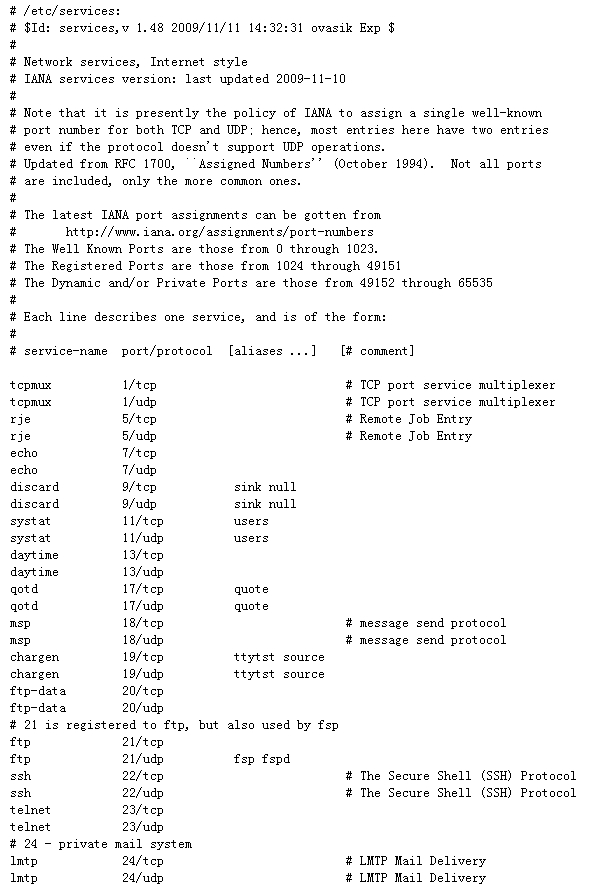 # /etc/services:
# $Id: services,v 1.48 2009/11/11 14:32:31 ovasik Exp $
#
# Network services, Internet style
# IANA services version: last updated 2009-11-10
#
# Note that it is presently the policy of IANA to assign a single well-known
# port number for both TCP and UDP; hence, most entries here have two entries
# even if the protocol doesn't support UDP operations.
# Updated from RFC 1700, ``Assigned Numbers'' (October 1994).  Not all ports
# are included, only the more common ones.
#
# The latest IANA port assignments can be gotten from
#       http://www.iana.org/assignments/port-numbers
# The Well Known Ports are those from 0 through 1023.
# The Registered Ports are those from 1024 through 49151
# The Dynamic and/or Private Ports are those from 49152 through 65535
#
# Each line describes one service, and is of the form:
#
# service-name  port/protocol  [aliases ...]   [# comment]

tcpmux          1/tcp                           # TCP port service multiplexer
tcpmux          1/udp                           # TCP port service multiplexer
rje             5/tcp                           # Remote Job Entry
rje             5/udp                           # Remote Job Entry
echo            7/tcp
echo            7/udp
discard         9/tcp           sink null
discard         9/udp           sink null
systat          11/tcp          users
systat          11/udp          users
daytime         13/tcp
daytime         13/udp
qotd            17/tcp          quote
qotd            17/udp          quote
msp             18/tcp                          # message send protocol
msp             18/udp                          # message send protocol
chargen         19/tcp          ttytst source
chargen         19/udp          ttytst source
ftp-data        20/tcp
ftp-data        20/udp
# 21 is registered to ftp, but also used by fsp
ftp             21/tcp
ftp             21/udp          fsp fspd
ssh             22/tcp                          # The Secure Shell (SSH) Protocol
ssh             22/udp                          # The Secure Shell (SSH) Protocol
telnet          23/tcp
telnet          23/udp
# 24 - private mail system
lmtp            24/tcp                          # LMTP Mail Delivery
lmtp            24/udp                          # LMTP Mail Delivery